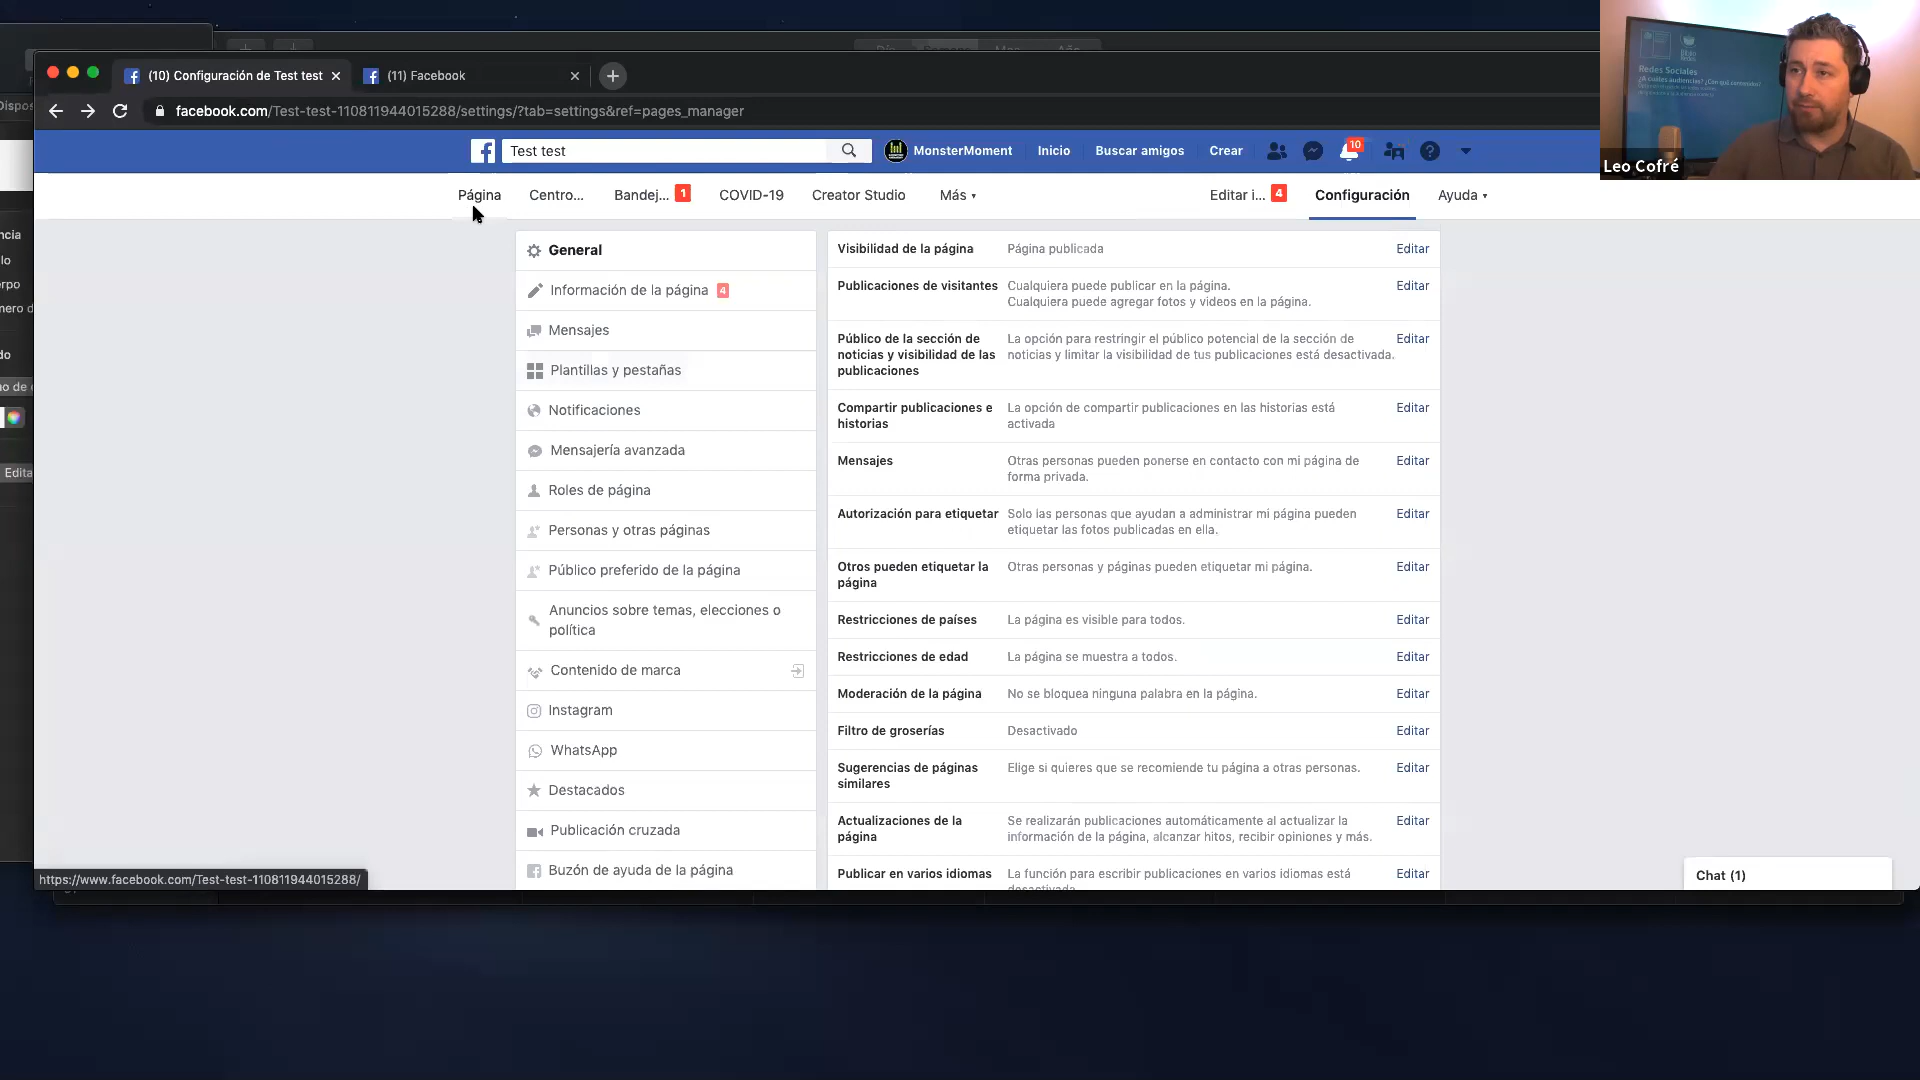 (10) Configuración de Test test
(11) Facebook
facebook.com/Test-test-110811944015288/settings/?tab=settings&ref=pages_manager
Test test
MonsterMoment
Inicio
Buscar amigos
Crear
10
Página
Centro...
Bandej... 1
COVID-19
Creator Studio
Más
Editar i... 4
Configuración
Ayuda
General
Información de la página 4
Mensajes
Plantillas y pestañas
Notificaciones
Mensajería avanzada
Roles de página
Personas y otras páginas
Público preferido de la página
Anuncios sobre temas, elecciones o
política
Contenido de marca
Instagram
WhatsApp
Destacados
Publicación cruzada
Buzón de ayuda de la página
Visibilidad de la página Página publicada Editar
Publicaciones de visitantes Cualquiera puede publicar en la página. Editar
Cualquiera puede agregar fotos y videos en la página.
Público de la sección de La opción para restringir el público potencial de la sección de Editar
noticias y visibilidad de las noticias y limitar la visibilidad de tus publicaciones está desactivada.
publicaciones
Compartir publicaciones e La opción de compartir publicaciones en las historias está Editar
historias activada
Mensajes Otras personas pueden ponerse en contacto con mi página de Editar
forma privada.
Autorización para etiquetar Solo las personas que ayudan a administrar mi página pueden Editar
etiquetar las fotos publicadas en ella.
Otros pueden etiquetar la Otras personas y páginas pueden etiquetar mi página. Editar
página
Restricciones de países La página es visible para todos. Editar
Restricciones de edad La página se muestra a todos. Editar
Moderación de la página No se bloquea ninguna palabra en la página. Editar
Filtro de groserías Desactivado Editar
Sugerencias de páginas Elige si quieres que se recomiende tu página a otras personas. Editar
similares
Actualizaciones de la Se realizarán publicaciones automáticamente al actualizar la Editar
página información de la página, alcanzar hitos, recibir opiniones y más.
Publicar en varios idiomas La función para escribir publicaciones en varios idiomas está Editar
desactivada
https://www.facebook.com/Test-test-110811944015288/
Chat (1)
Redes Sociales
Leo Cofré